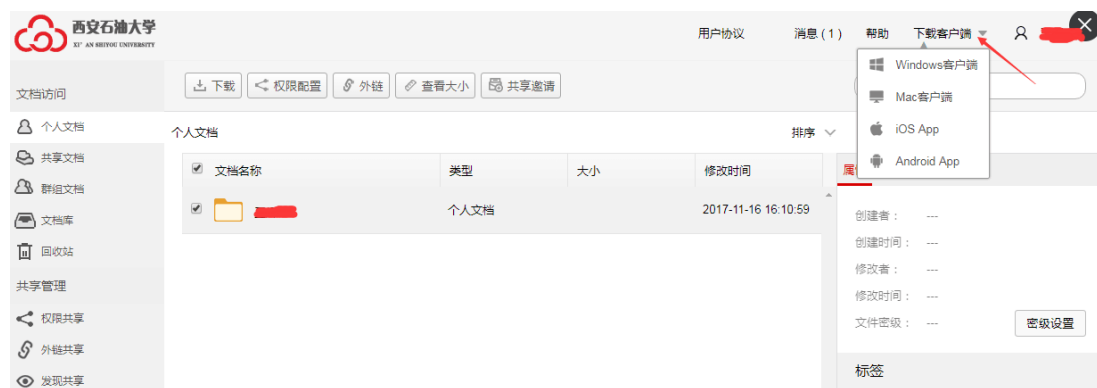 西安石油大学
XI' AN SHIYOU UNIVERSITY
用户协议 消息 ( 1 ) 帮助 下载客户端
Windows客户端
Mac客户端
iOS App
Android App
文档访问
个人文档
共享文档
群组文档
文档库
回收站
共享管理
权限共享
外链共享
发现共享
下载 权限配置 外链 查看大小 共享邀请
个人文档 排序
文档名称 类型 大小 修改时间
个人文档 2017-11-16 16:10:59
创建者： ---
创建时间： ---
修改者： ---
修改时间： ---
文件密级： --- 密级设置
标签